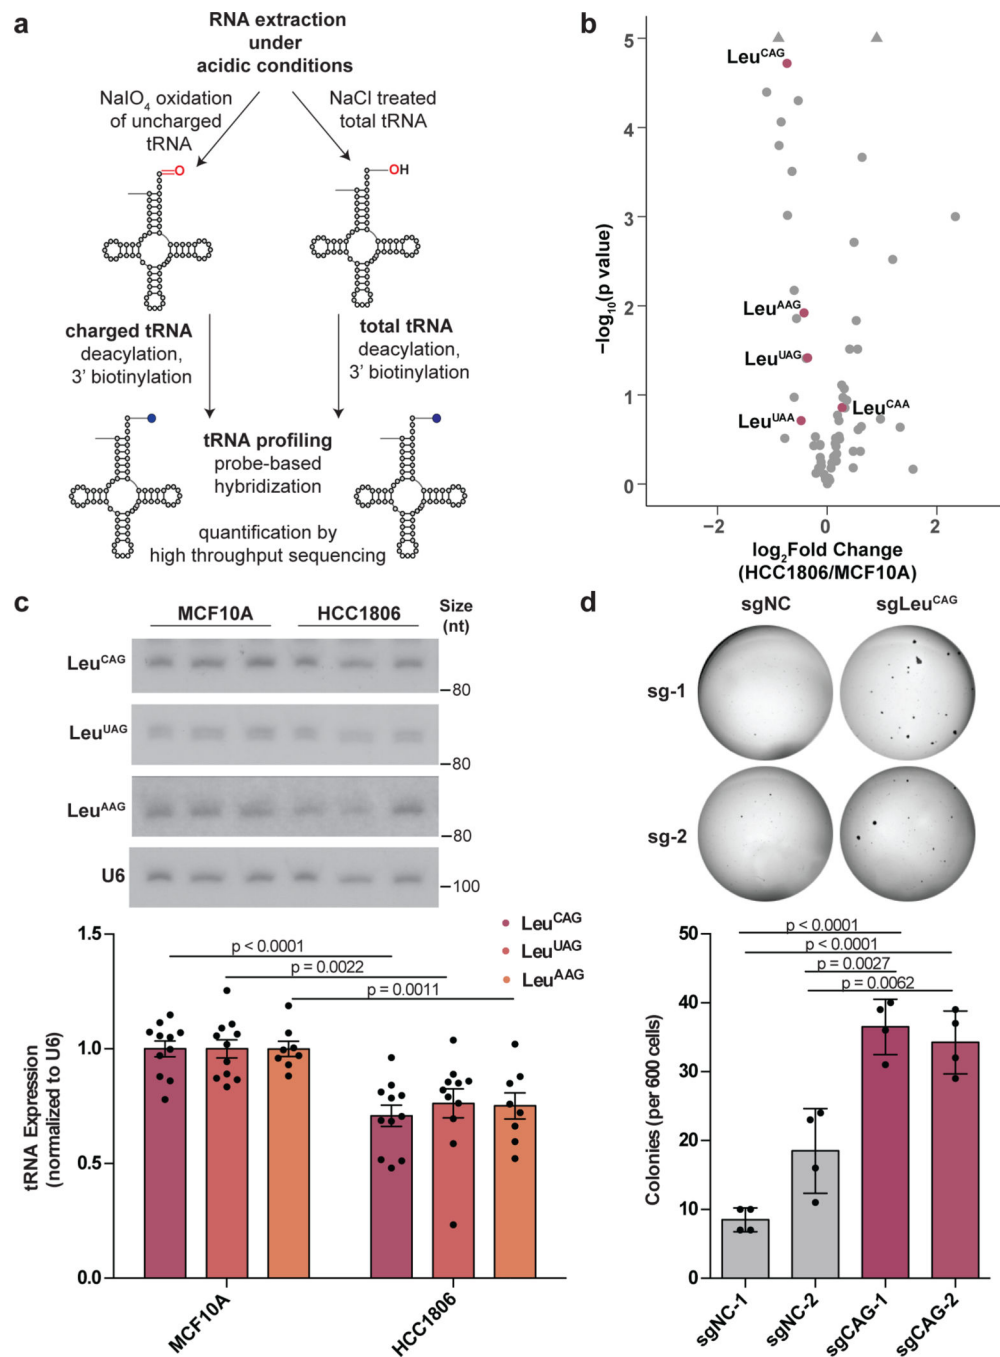 a
RNA extraction
under
acidic conditions
NaIO4 oxidation
of uncharged
tRNA
NaCl treated
total tRNA
O
OH
charged tRNA
deacylation,
3' biotinylation
total tRNA
deacylation,
3' biotinylation
tRNA profiling
probe-based
hybridization
quantification by
high throughput sequencing
b
5
4
3
2
1
0
−log10(p value)
LeuCAG
LeuAAG
LeuUAG
LeuUAA
LeuCAA
−2
0
2
log2Fold Change
(HCC1806/MCF10A)
c
MCF10A
HCC1806
Size
(nt)
LeuCAG
80
LeuUAG
80
LeuAAG
80
U6
100
LeuCAG
LeuUAG
LeuAAG
p < 0.0001
p = 0.0022
p = 0.0011
1.5
1.0
0.5
0.0
tRNA Expression
(normalized to U6)
MCF10A
HCC1806
d
sgNC
sgLeuCAG
sg-1
sg-2
p < 0.0001
p < 0.0001
p = 0.0027
p = 0.0062
50
40
30
20
10
0
Colonies (per 600 cells)
sgNC-1
sgNC-2
sgCAG-1
sgCAG-2